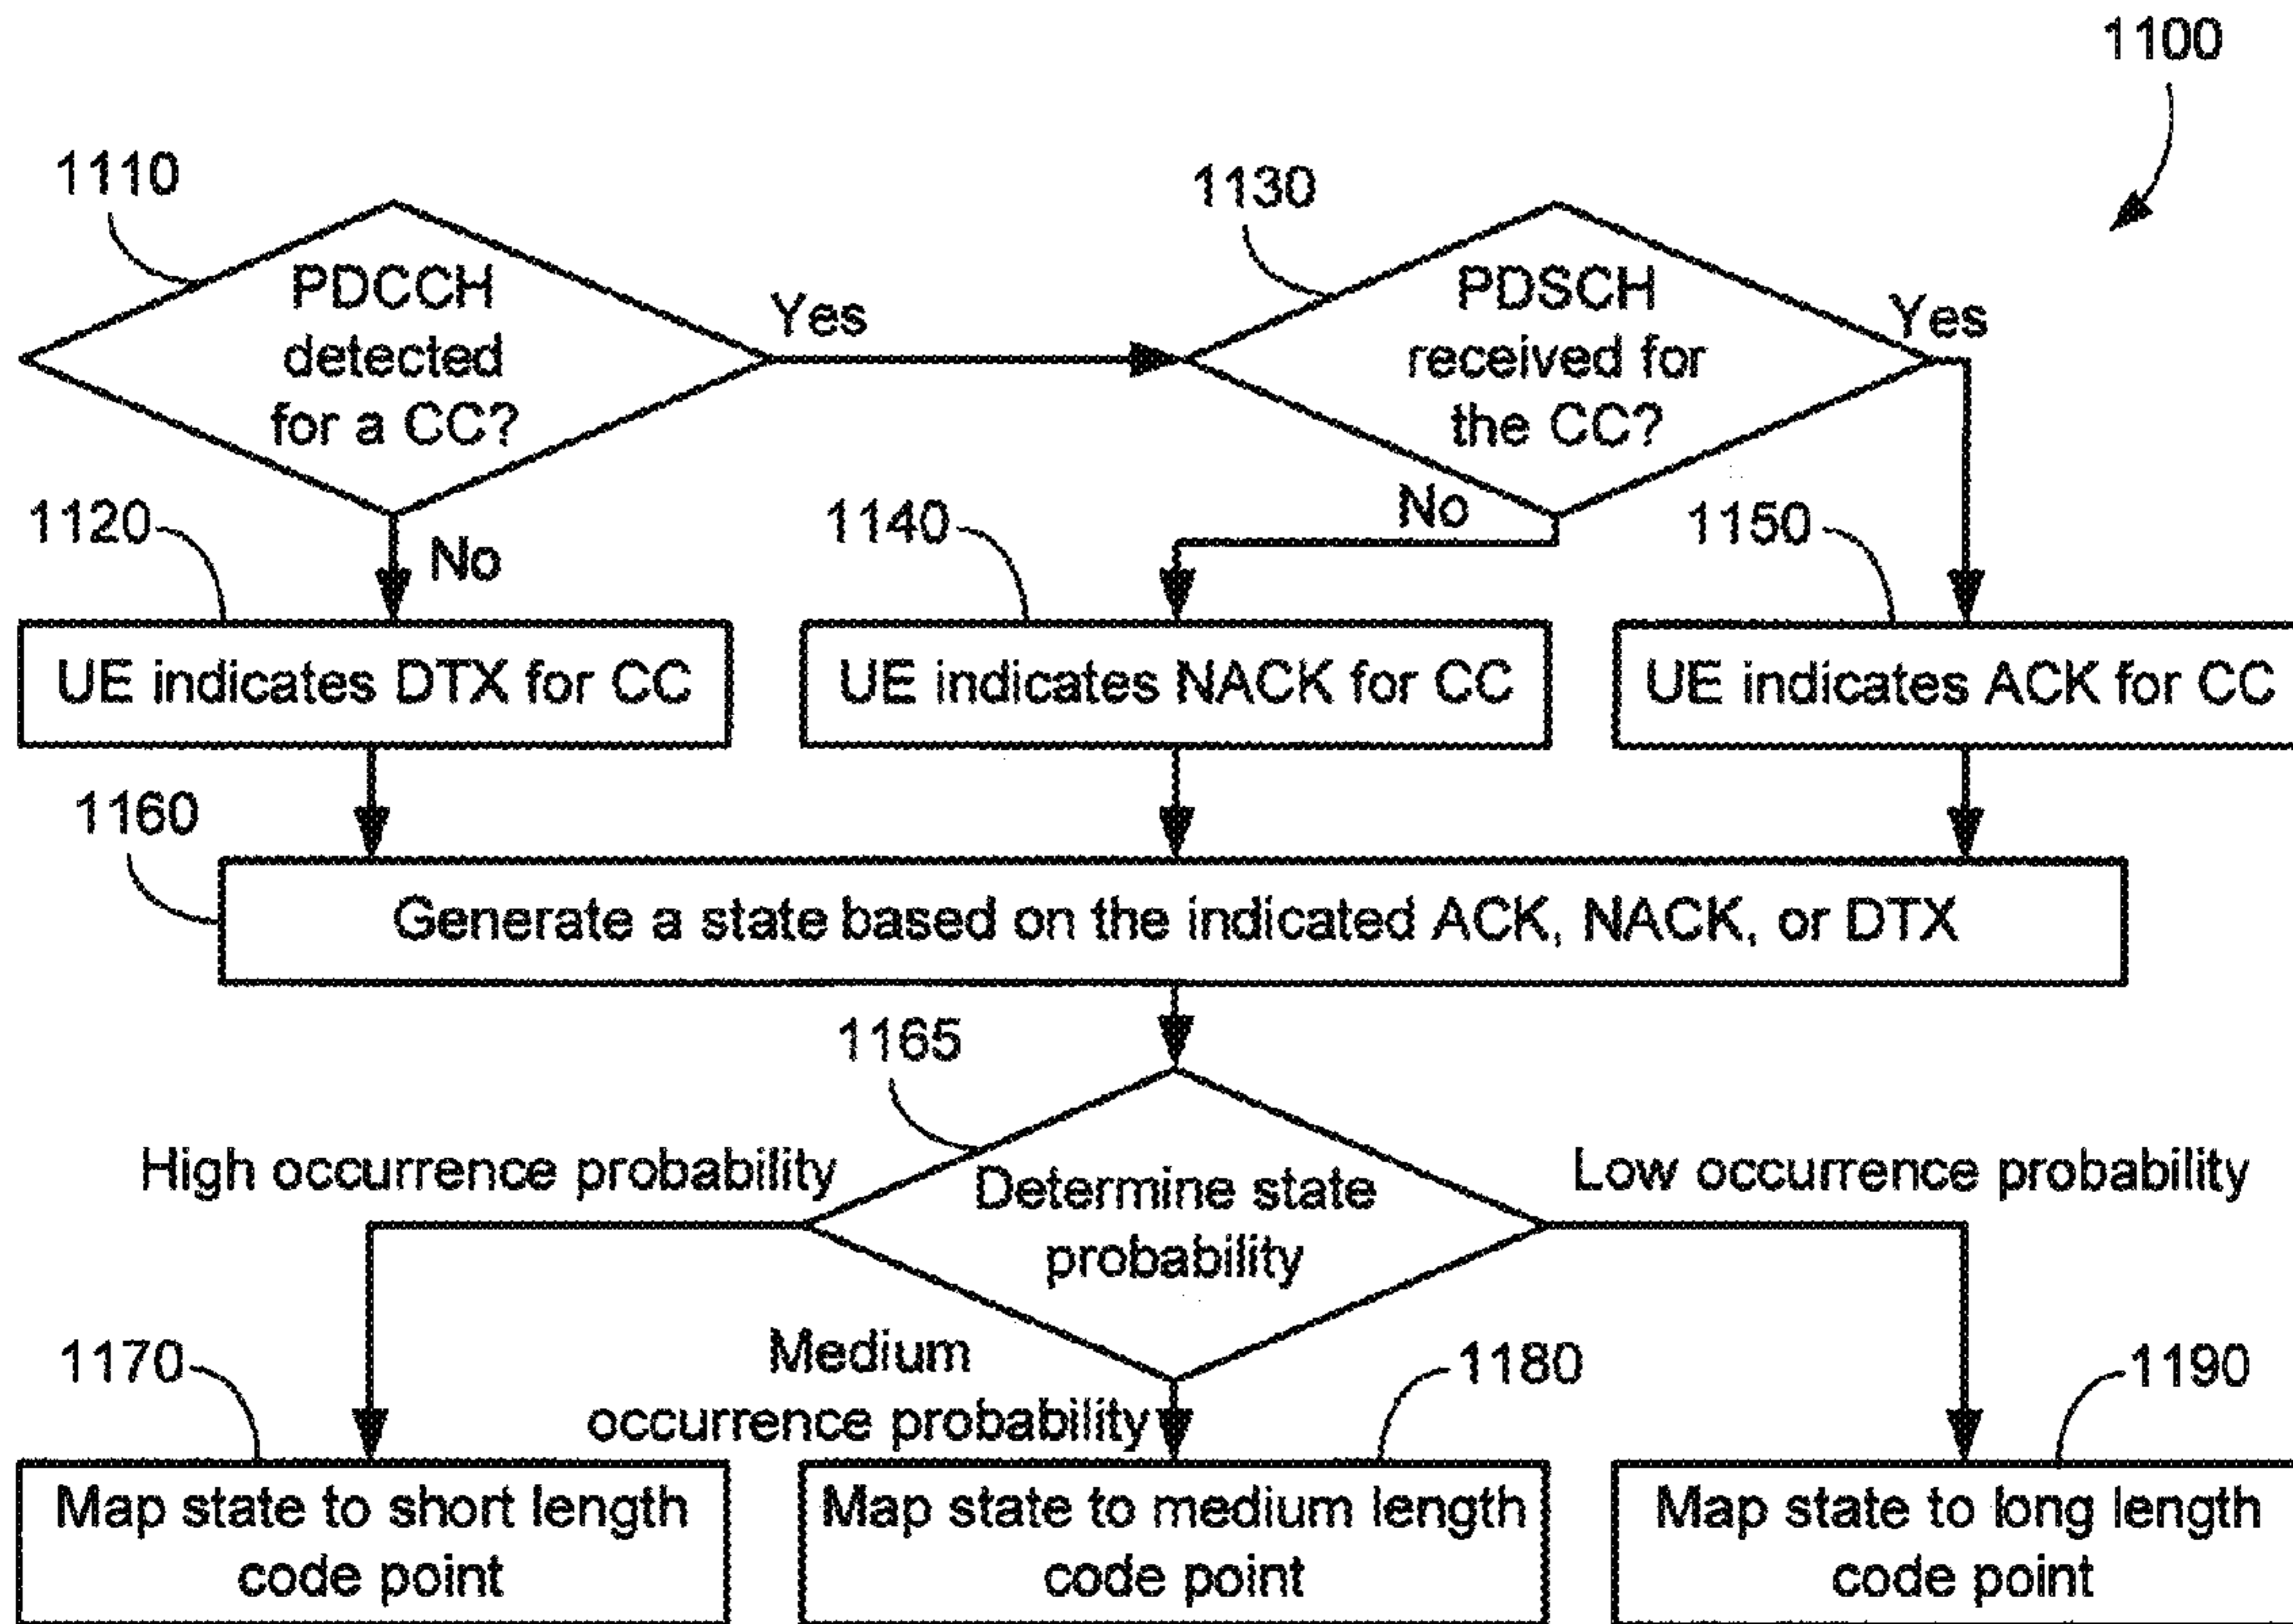 1100
1110
PDCCH
detected
for a CC?
Yes
1130
PDSCH
received for
the CC?
Yes
1120
No
1140
No
1150
UE indicates DTX for CC
UE indicates NACK for CC
UE indicates ACK for CC
1160
Generate a state based on the indicated ACK, NACK, or DTX
1165
High occurrence probability
Determine state
probability
Low occurrence probability
1170
Medium
occurrence probability
1180
1190
Map state to short length
code point
Map state to medium length
code point
Map state to long length
code point